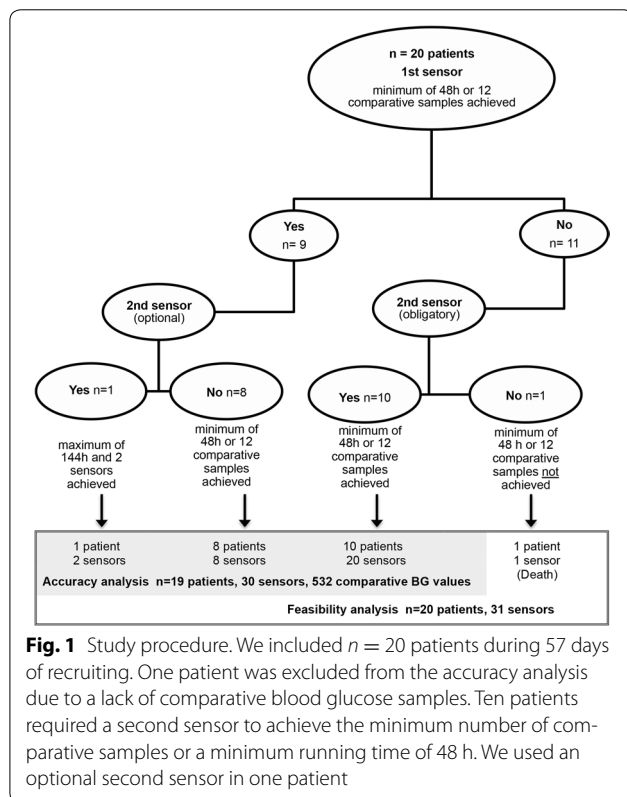 n = 20 patients
1st sensor
minimum of 48h or 12
comparative samples achieved
Yes
n= 9
No
n= 11
2nd sensor
(optional)
2nd sensor
(obligatory)
Yes n=1
No n=8
Yes n=10
No n=1
maximum of
144h and 2
sensors
achieved
minimum of
48h or 12
comparative
samples
achieved
minimum of
48h or 12
comparative
samples
achieved
minimum of
48 h or 12
comparative
samples not
achieved
1 patient
2 sensors
8 patients
8 sensors
10 patients
20 sensors
1 patient
1 sensor
(Death)
Accuracy analysis n=19 patients, 30 sensors, 532 comparative BG values
Feasibility analysis n=20 patients, 31 sensors
Fig. 1 Study procedure. We included n = 20 patients during 57 days
of recruiting. One patient was excluded from the accuracy analysis
due to a lack of comparative blood glucose samples. Ten patients
required a second sensor to achieve the minimum number of com-
parative samples or a minimum running time of 48 h. We used an
optional second sensor in one patient